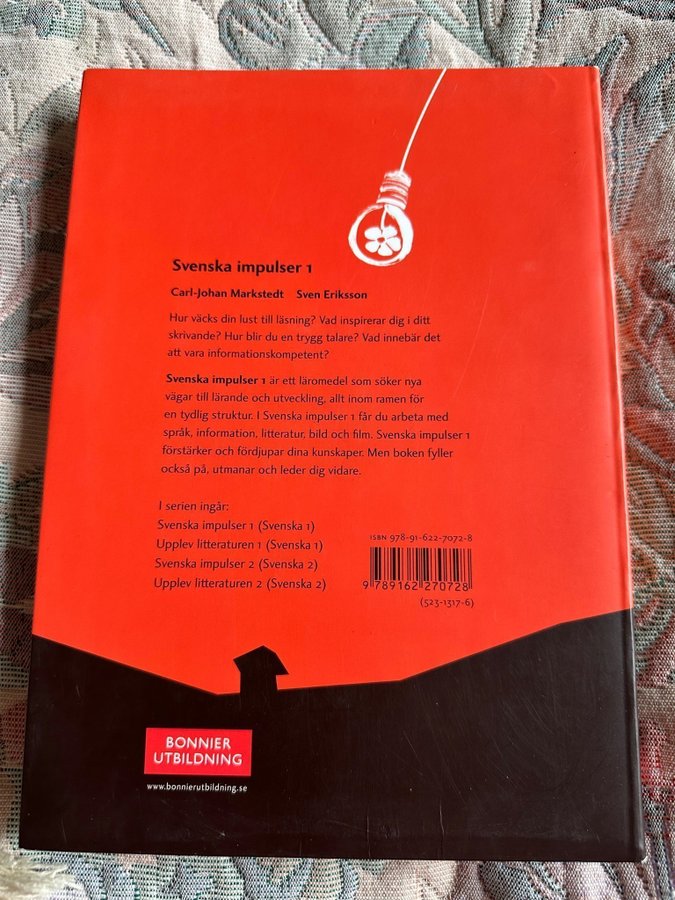 Svenska impulser 1
Carl-Johan Markstedt Sven Eriksson
Hur väcks din lust till läsning? Vad inspirerar dig i ditt
skrivande? Hur blir du en trygg talare? Vad innebär det
att vara informationskompetent?
Svenska impulser 1 är ett läromedel som söker nya
vägar till lärande och utveckling, allt inom ramen för
en tydlig struktur. I Svenska impulser 1 får du arbeta med
språk, information, litteratur, bild och film. Svenska impulser 1
förstärker och fördjupar dina kunskaper. Men boken fyller
också på, utmanar och leder dig vidare.
I serien ingår:
Svenska impulser 1 (Svenska 1)
Upplev litteraturen 1 (Svenska 1)
Svenska impulser 2 (Svenska 2)
Upplev litteraturen 2 (Svenska 2)
ISBN 978-91-622-7072-8
9 789162 270728
(523-1317-6)
BONNIER
UTBILDNING
www.bonnierutbildning.se